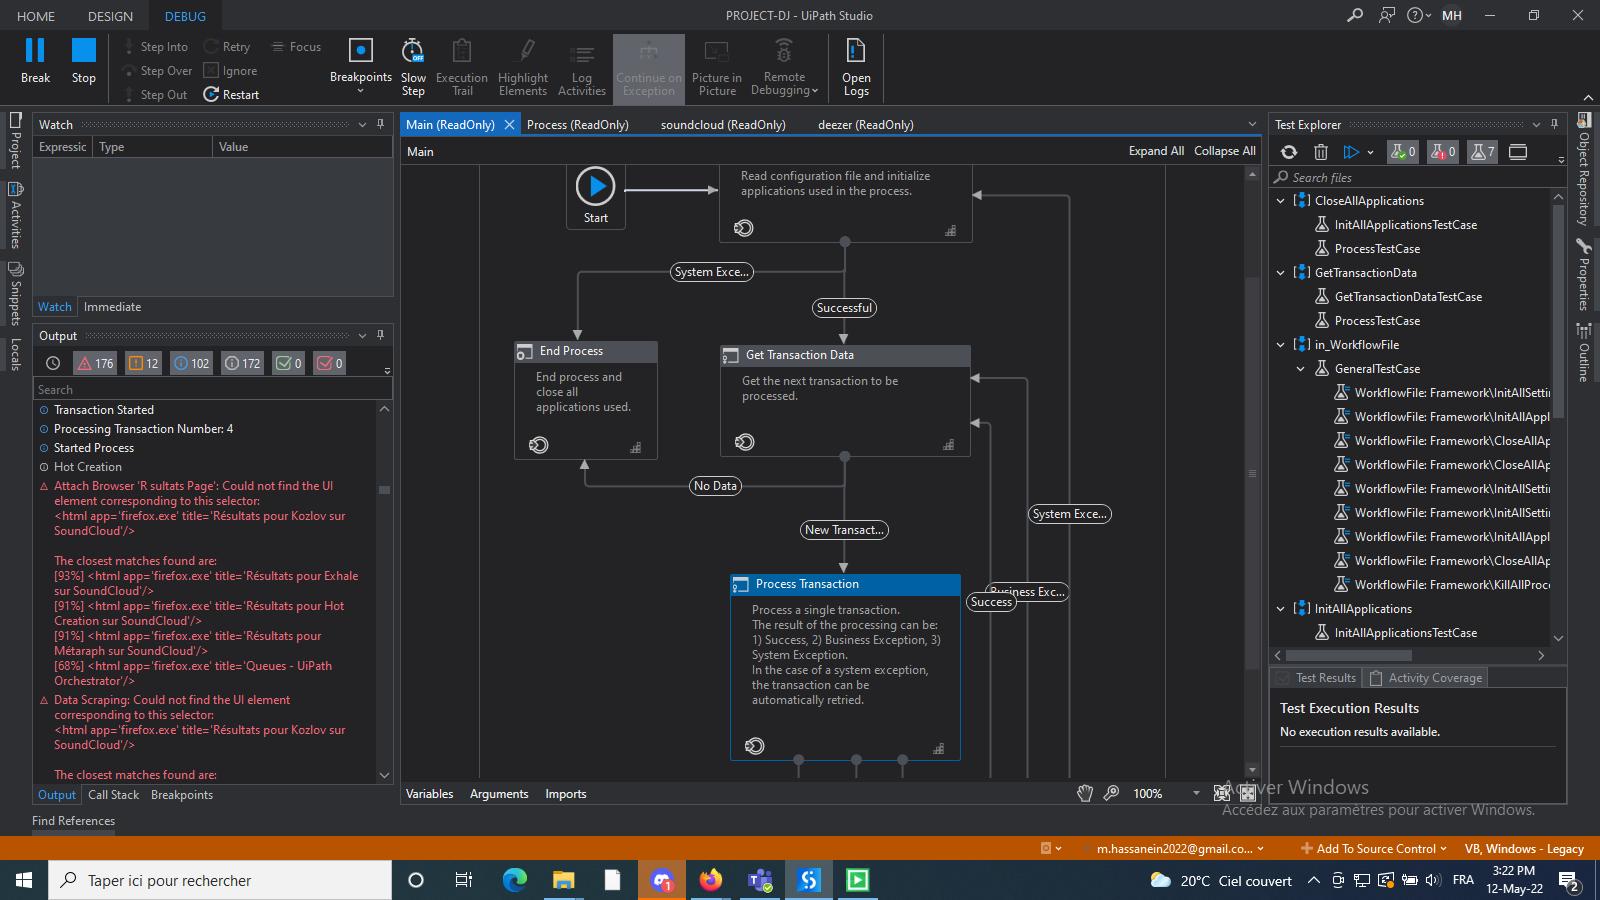 HOME DESIGN DEBUG
PROJECT-DJ - UiPath Studio
MH
Break
Stop
Step Into
Step Over
Step Out
Retry
Ignore
Restart
Focus
Breakpoints
Slow
Step
OFF
Execution
Trail
Highlight
Elements
Log
Activities
Continue on
Exception
Picture in
Picture
Remote
Debugging
Open
Logs
Project
Activities
Snippets
Locals
Watch
Expressic Type Value
Watch Immediate
Output
176 12 102 172 0 0
Search
Transaction Started
Processing Transaction Number: 4
Started Process
Hot Creation
Attach Browser 'R sultats Page': Could not find the UI
element corresponding to this selector:
<html app='firefox.exe' title='Résultats pour Kozlov sur
SoundCloud'/>
The closest matches found are:
[93%] <html app='firefox.exe' title='Résultats pour Exhale
sur SoundCloud'/>
[91%] <html app='firefox.exe' title='Résultats pour Hot
Creation sur SoundCloud'/>
[91%] <html app='firefox.exe' title='Résultats pour
Métaraph sur SoundCloud'/>
[68%] <html app='firefox.exe' title='Queues - UiPath
Orchestrator'/>
Data Scraping: Could not find the UI element
corresponding to this selector:
<html app='firefox.exe' title='Résultats pour Kozlov sur
SoundCloud'/>
The closest matches found are:
Output Call Stack Breakpoints
Find References
Main (ReadOnly) Process (ReadOnly) soundcloud (ReadOnly) deezer (ReadOnly)
Main
Expand All Collapse All
Start
Read configuration file and initialize
applications used in the process.
System Exce...
Successful
End Process
End process and
close all
applications used.
Get Transaction Data
Get the next transaction to be
processed.
No Data
New Transact...
System Exce...
Business Exc...
Success
Process Transaction
Process a single transaction.
The result of the processing can be:
1) Success, 2) Business Exception, 3)
System Exception.
In the case of a system exception,
the transaction can be
automatically retried.
Variables Arguments Imports
100%
Test Explorer
0 0 7
Search files
CloseAllApplications
InitAllApplicationsTestCase
ProcessTestCase
GetTransactionData
GetTransactionDataTestCase
ProcessTestCase
in_WorkflowFile
GeneralTestCase
WorkflowFile: Framework\InitAllSettin
WorkflowFile: Framework\InitAllAppl
WorkflowFile: Framework\CloseAllAp
WorkflowFile: Framework\CloseAllAp
WorkflowFile: Framework\InitAllSettin
WorkflowFile: Framework\InitAllSettin
WorkflowFile: Framework\InitAllAppl
WorkflowFile: Framework\CloseAllAp
WorkflowFile: Framework\KillAllProce
InitAllApplications
InitAllApplicationsTestCase
Test Results Activity Coverage
Test Execution Results
No execution results available.
Object Repository
Properties
Outline
Activer Windows
Accédez aux paramètres pour activer Windows.
m.hassanein2022@gmail.co... Add To Source Control VB, Windows - Legacy
Taper ici pour rechercher
1
20°C Ciel couvert
FRA
3:22 PM
12-May-22
2